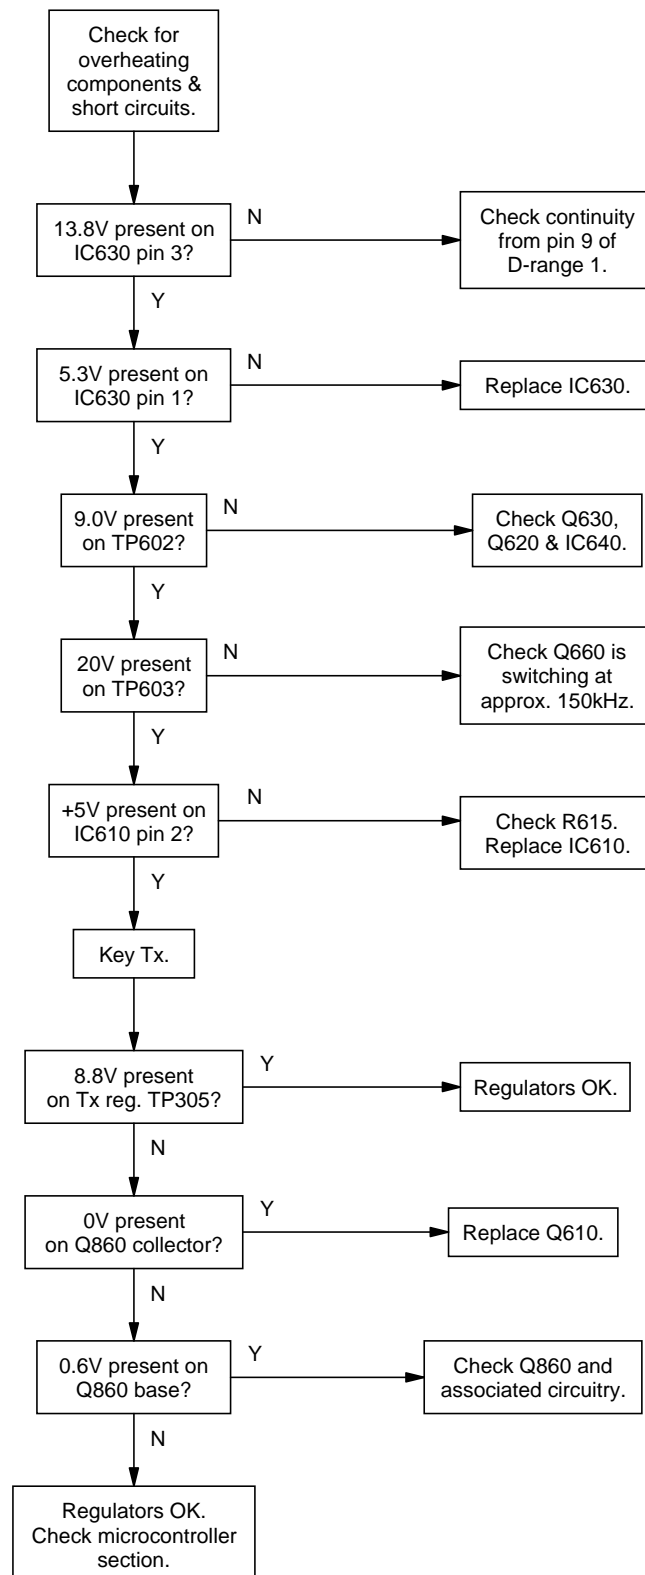 Check for
overheating
components &
short circuits.
13.8V present on
IC630 pin 3?
N
Check continuity
from pin 9 of
D-range 1.
Y
5.3V present on
IC630 pin 1?
N
Replace IC630.
Y
9.0V present
on TP602?
N
Check Q630,
Q620 & IC640.
Y
20V present
on TP603?
N
Check Q660 is
switching at
approx. 150kHz.
Y
+5V present on
IC610 pin 2?
N
Check R615.
Replace IC610.
Y
Key Tx.
8.8V present
on Tx reg. TP305?
Y
Regulators OK.
N
0V present
on Q860 collector?
Y
Replace Q610.
N
0.6V present on
Q860 base?
Y
Check Q860 and
associated circuitry.
N
Regulators OK.
Check microcontroller
section.